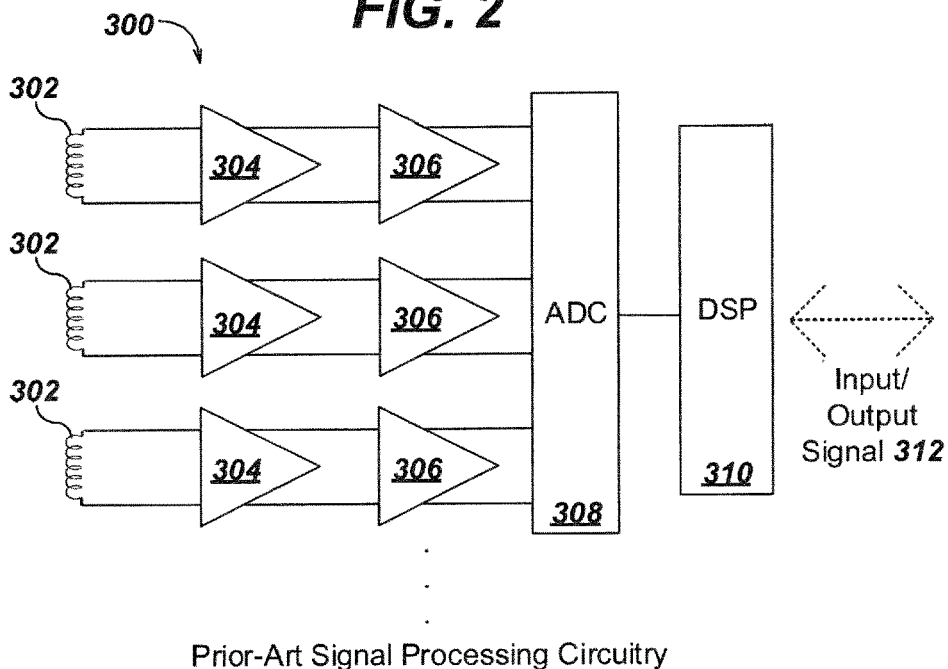 FIG. 2
300
302
304
306
302
304
306
ADC
DSP
302
Input/
Output
Signal 312
304
306
308
310
Prior-Art Signal Processing Circuitry